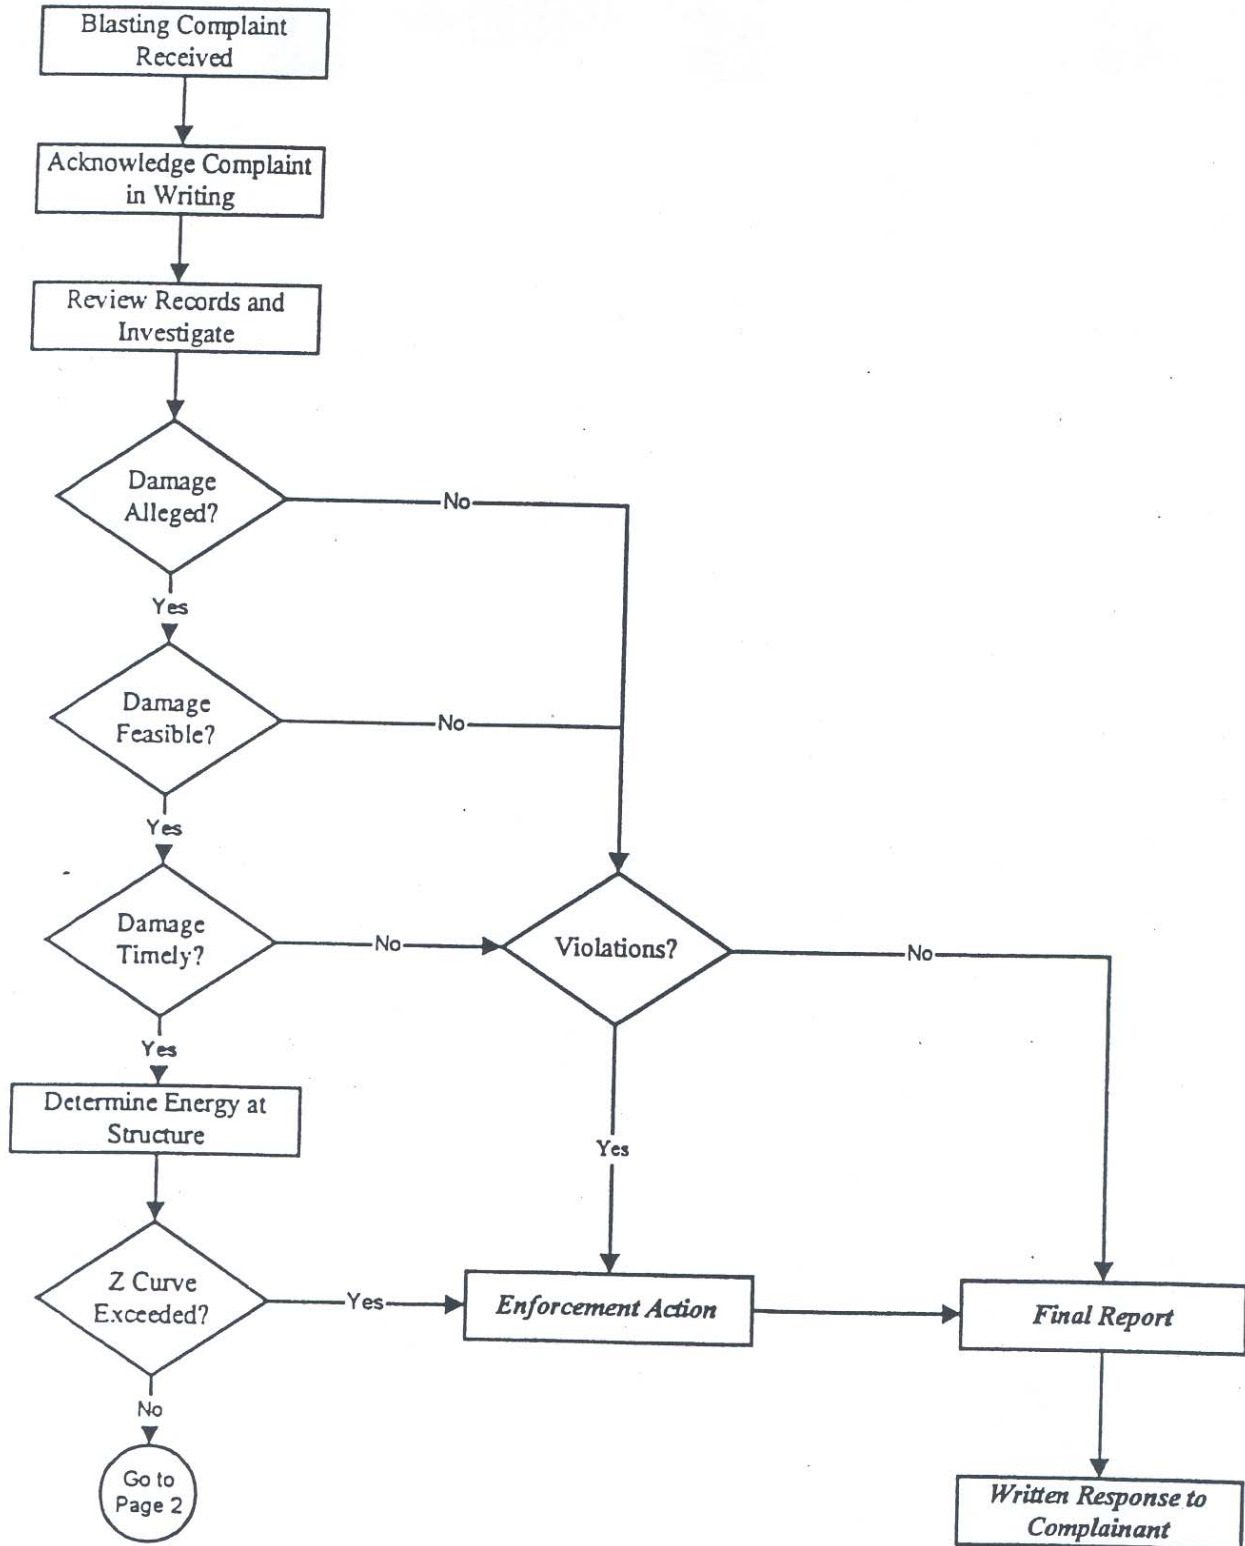 Blasting Complaint
Received
Acknowledge Complaint
in Writing
Review Records and
Investigate
Damage
Alleged?
No
Yes
Damage
Feasible?
No
Yes
Damage
Timely?
No
Violations?
No
Yes
Yes
Determine Energy at
Structure
Z Curve
Exceeded?
Yes
Enforcement Action
Final Report
No
Go to
Page 2
Written Response to
Complainant